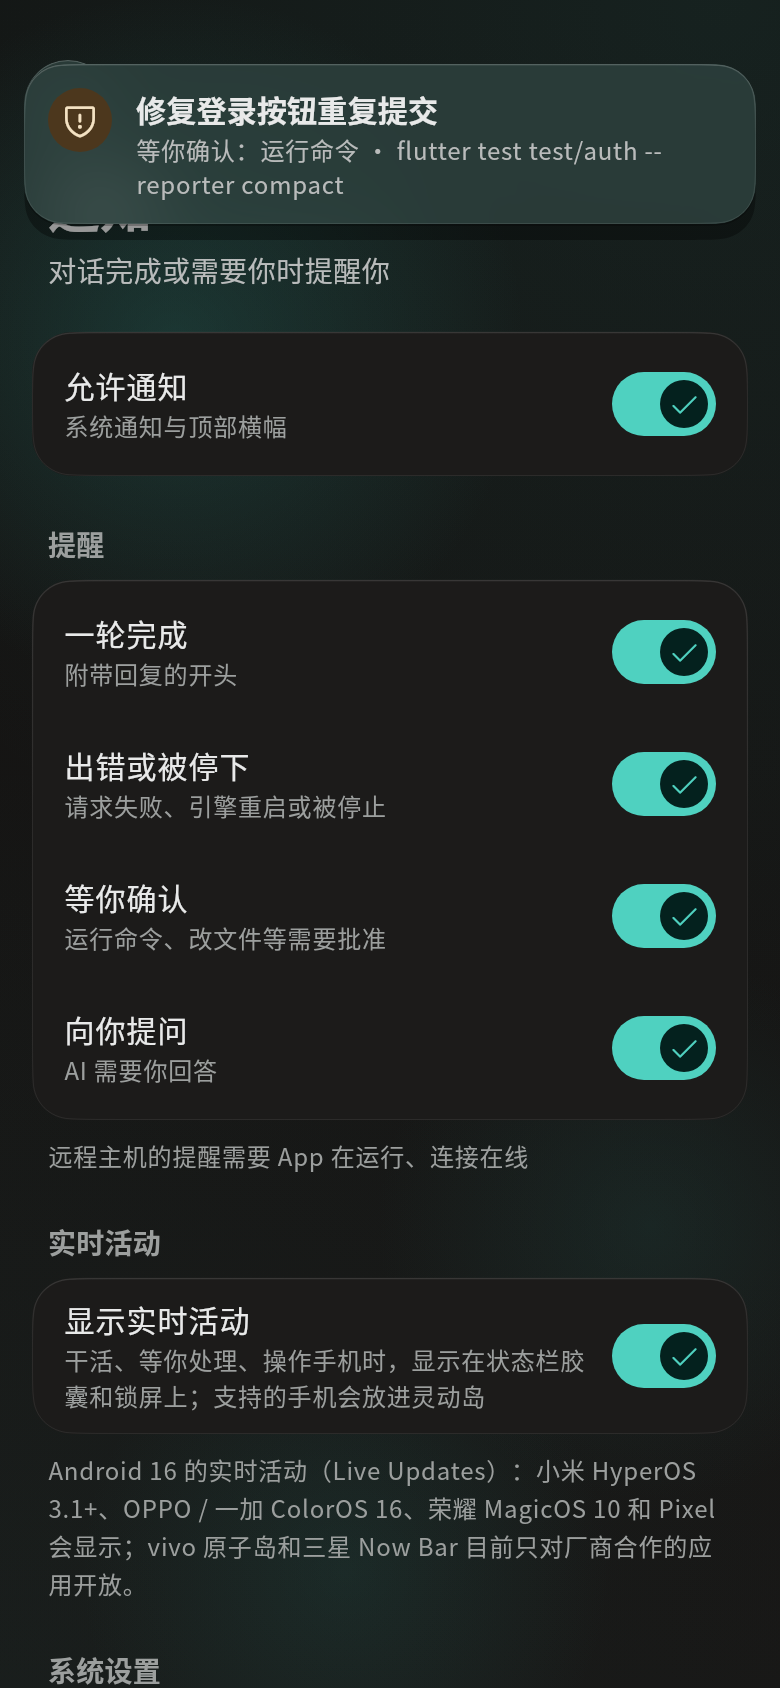 修复登录按钮重复提交
等你确认：运行命令 · flutter test test/auth --
reporter compact
对话完成或需要你时提醒你
允许通知
系统通知与顶部横幅
提醒
一轮完成
附带回复的开头
出错或被停下
请求失败、引擎重启或被停止
等你确认
运行命令、改文件等需要批准
向你提问
AI 需要你回答
远程主机的提醒需要 App 在运行、连接在线
实时活动
显示实时活动
干活、等你处理、操作手机时，显示在状态栏胶
囊和锁屏上；支持的手机会放进灵动岛
Android 16 的实时活动（Live Updates）：小米 HyperOS
3.1+、OPPO / 一加 ColorOS 16、荣耀 MagicOS 10 和 Pixel
会显示；vivo 原子岛和三星 Now Bar 目前只对厂商合作的应
用开放。
系统设置